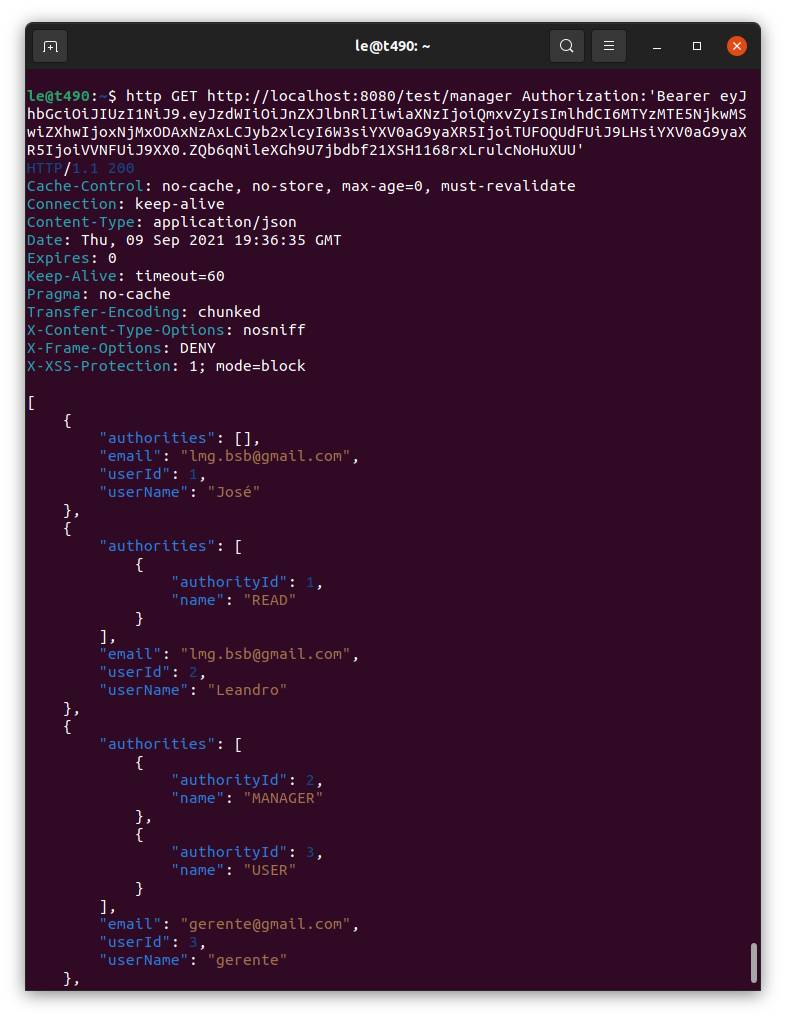 le@t490: ~
le@t490:~$ http GET http://localhost:8080/test/manager Authorization:'Bearer eyJ
hbGciOiJIUzI1NiJ9.eyJzdWIiOiJnZXJlbnRlIiwiaXNzIjoiQmxvZyIsImlhdCI6MTYzMTE5NjkwMS
wiZXhwIjoxNjMxODAxNzAxLCJyb2xlcyI6W3siYXV0aG9yaXR5IjoiTUFOQUdFUiJ9LHsiYXV0aG9yaX
R5IjoiVVNFUiJ9XX0.ZQb6qNileXGh9U7jbdbf21XSH1168rxLrulcNoHuXUU'
HTTP/1.1 200
Cache-Control: no-cache, no-store, max-age=0, must-revalidate
Connection: keep-alive
Content-Type: application/json
Date: Thu, 09 Sep 2021 19:36:35 GMT
Expires: 0
Keep-Alive: timeout=60
Pragma: no-cache
Transfer-Encoding: chunked
X-Content-Type-Options: nosniff
X-Frame-Options: DENY
X-XSS-Protection: 1; mode=block
[
    {
        "authorities": [],
        "email": "lmg.bsb@gmail.com",
        "userId": 1,
        "userName": "José"
    },
    {
        "authorities": [
            {
                "authorityId": 1,
                "name": "READ"
            }
        ],
        "email": "lmg.bsb@gmail.com",
        "userId": 2,
        "userName": "Leandro"
    },
    {
        "authorities": [
            {
                "authorityId": 2,
                "name": "MANAGER"
            },
            {
                "authorityId": 3,
                "name": "USER"
            }
        ],
        "email": "gerente@gmail.com",
        "userId": 3,
        "userName": "gerente"
    },